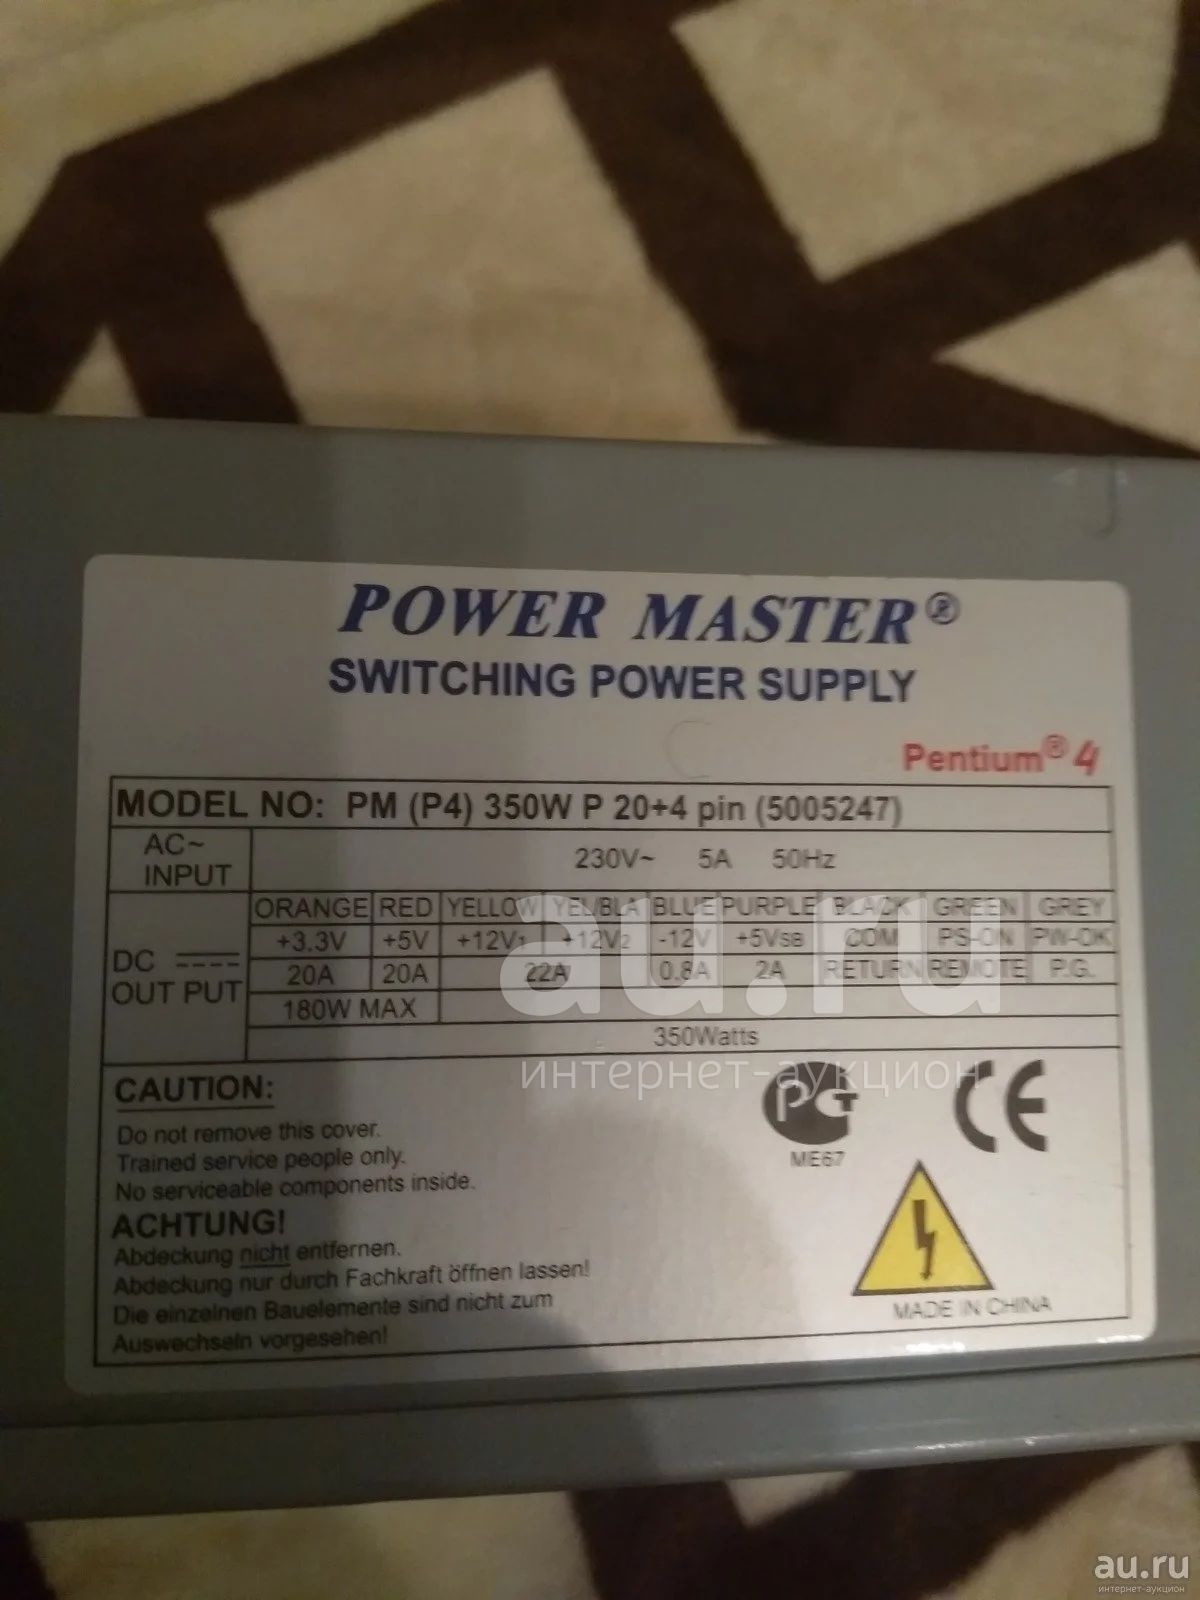 POWER MASTER®
SWITCHING POWER SUPPLY
Pentium® 4
MODEL NO: PM (P4) 350W P 20+4 pin (5005247)
AC~ INPUT 230V~ 5A 50Hz
ORANGE RED YELLOW YEL/BLA BLUE PURPLE BLACK GREEN GREY
+3.3V +5V +12V1 +12V2 -12V +5VSB COM PS-ON PW-OK
DC OUT PUT
20A 20A 22A 0.8A 2A RETURN REMOTE P.G.
180W MAX
350Watts
CAUTION:
Do not remove this cover.
Trained service people only.
No serviceable components inside.
ACHTUNG!
Abdeckung nicht entfernen.
Abdeckung nur durch Fachkraft öffnen lassen!
Die einzelnen Bauelemente sind nicht zum
Auswechseln vorgesehen!
РСТ
ME67
CE
MADE IN CHINA
au.ru
интернет-аукцион
au.ru
интернет-аукцион